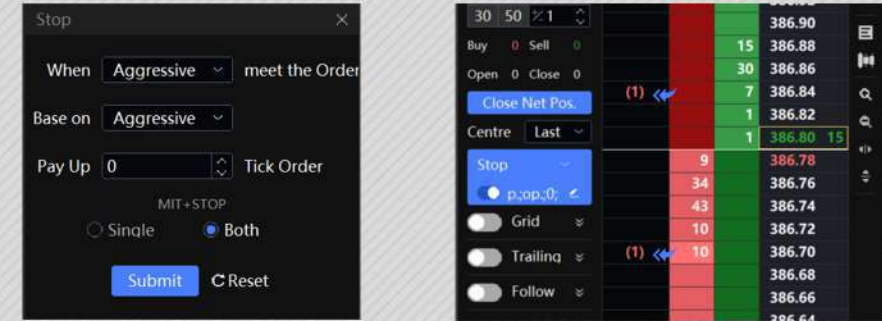 Stop
When Aggressive meet the Order
Base on Aggressive
Pay Up 0 Tick Order
MIT+STOP
Single Both
Submit Reset
30 50 1
Buy 0 Sell 0
Open 0 Close 0
Close Net Pos.
Centre Last
Stop
p.;op.;0;
Grid
Trailing
Follow
386.90
15 386.88
30 386.86
(1) 7 386.84
1 386.82
1 386.80 15
9 386.78
34 386.76
43 386.74
10 386.72
(1) 10 386.70
386.68
386.66
386.64